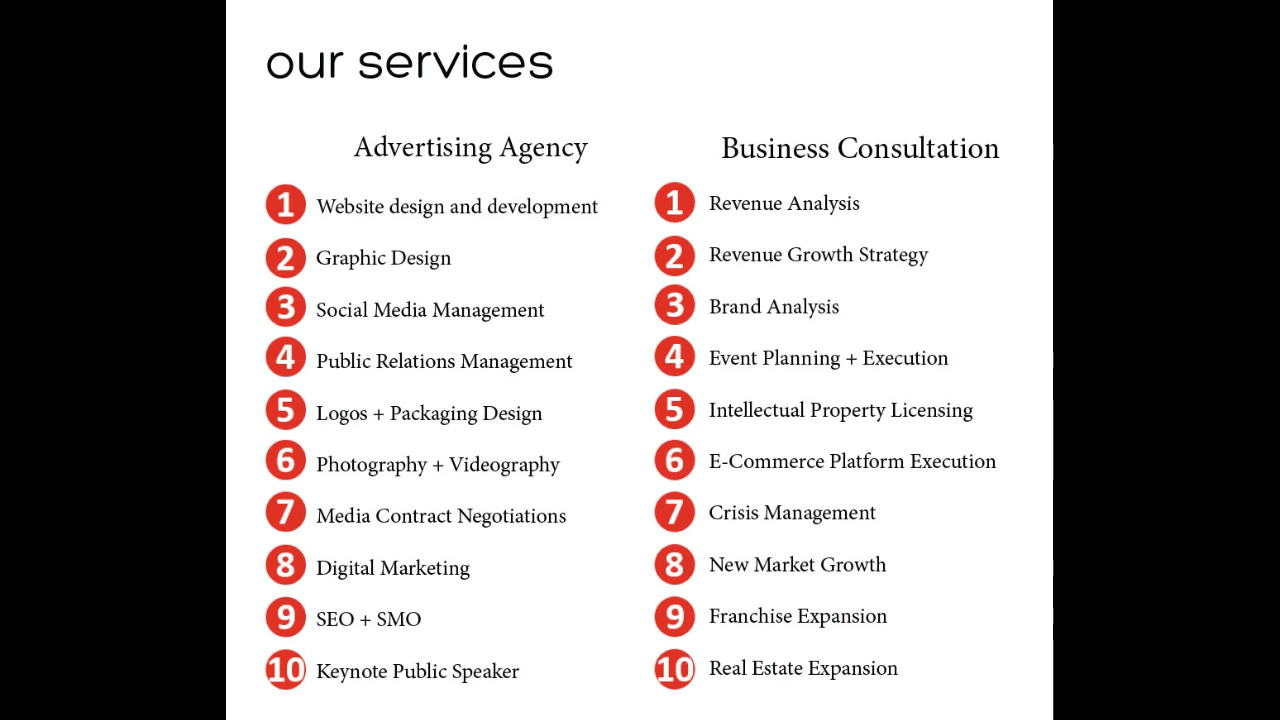 our services
Advertising Agency
1 Website design and development
2 Graphic Design
3 Social Media Management
4 Public Relations Management
5 Logos + Packaging Design
6 Photography + Videography
7 Media Contract Negotiations
8 Digital Marketing
9 SEO + SMO
10 Keynote Public Speaker
Business Consultation
1 Revenue Analysis
2 Revenue Growth Strategy
3 Brand Analysis
4 Event Planning + Execution
5 Intellectual Property Licensing
6 E-Commerce Platform Execution
7 Crisis Management
8 New Market Growth
9 Franchise Expansion
10 Real Estate Expansion